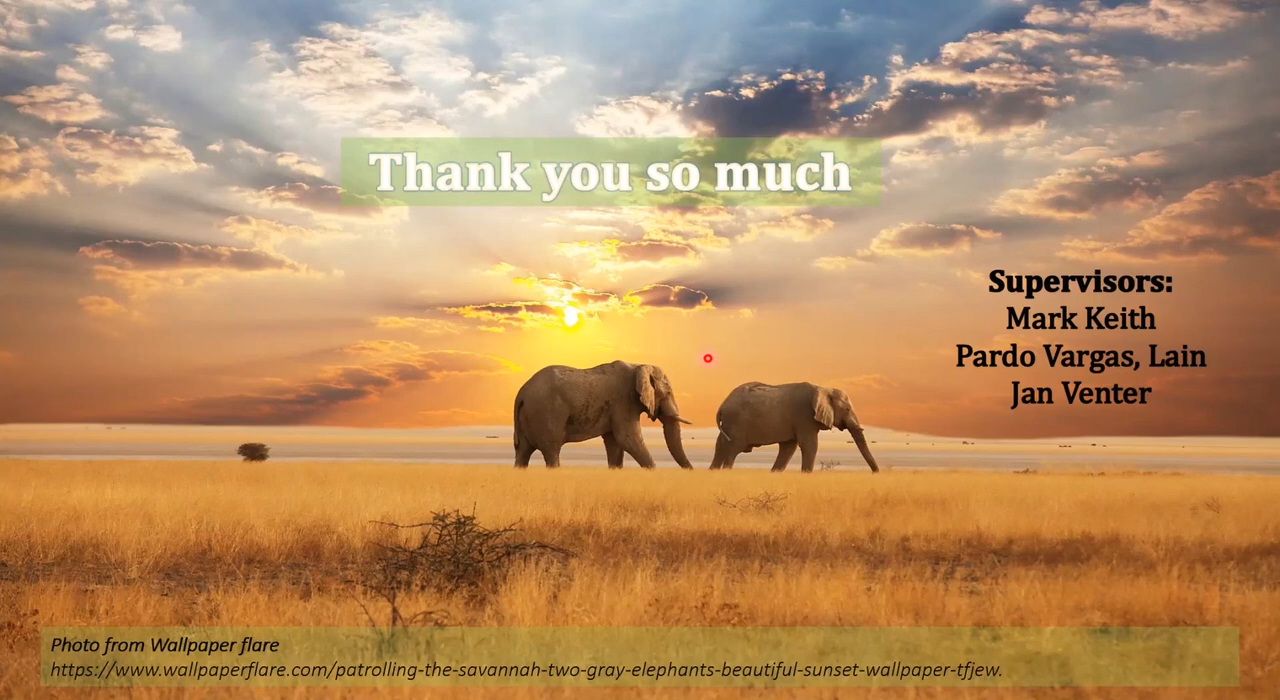 Thank you so much
Supervisors:
Mark Keith
Pardo Vargas, Lain
Jan Venter
Photo from Wallpaper flare
https://www.wallpaperflare.com/patrolling-the-savannah-two-gray-elephants-beautiful-sunset-wallpaper-tfjew.